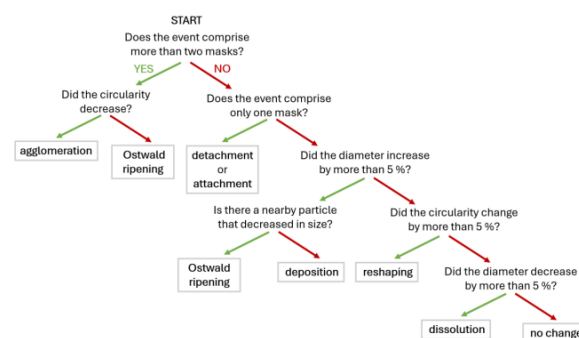 START
Does the event comprise
more than two masks?
YES
NO
Did the circularity
decrease?
Does the event comprise
only one mask?
agglomeration
Ostwald
ripening
detachment
or
attachment
Did the diameter increase
by more than 5 %?
Is there a nearby particle
that decreased in size?
Did the circularity change
by more than 5 %?
Ostwald
ripening
deposition
reshaping
Did the diameter decrease
by more than 5 %?
dissolution
no change